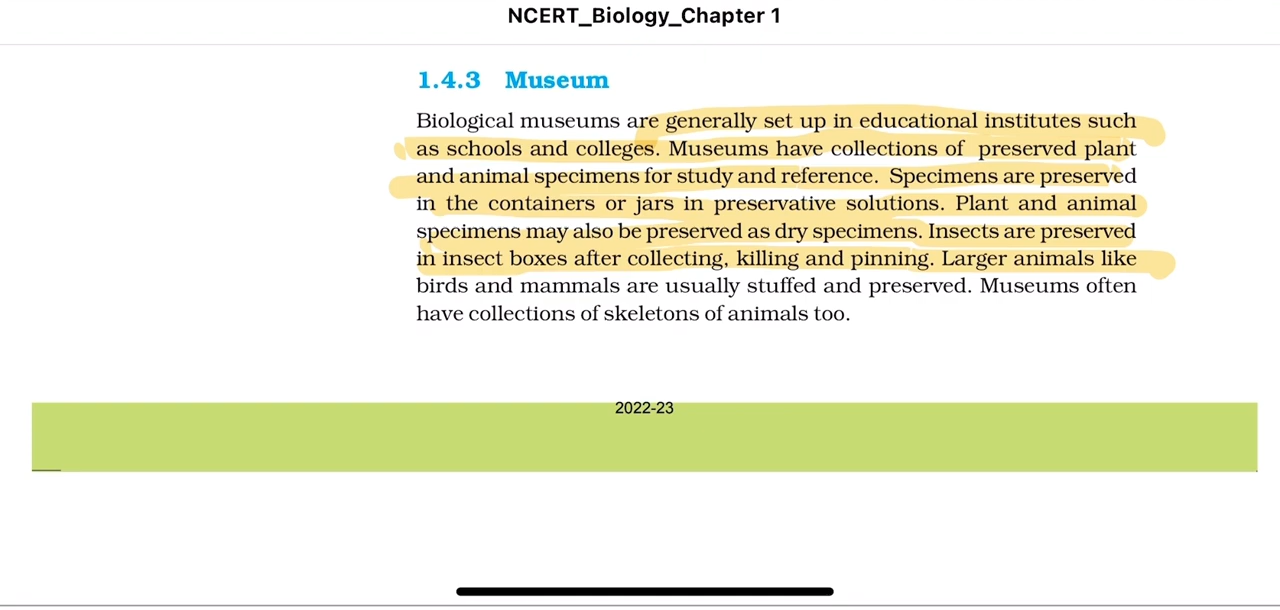 NCERT_Biology_Chapter 1
1.4.3 Museum
Biological museums are generally set up in educational institutes such
as schools and colleges. Museums have collections of preserved plant
and animal specimens for study and reference. Specimens are preserved
in the containers or jars in preservative solutions. Plant and animal
specimens may also be preserved as dry specimens. Insects are preserved
in insect boxes after collecting, killing and pinning. Larger animals like
birds and mammals are usually stuffed and preserved. Museums often
have collections of skeletons of animals too.
2022-23